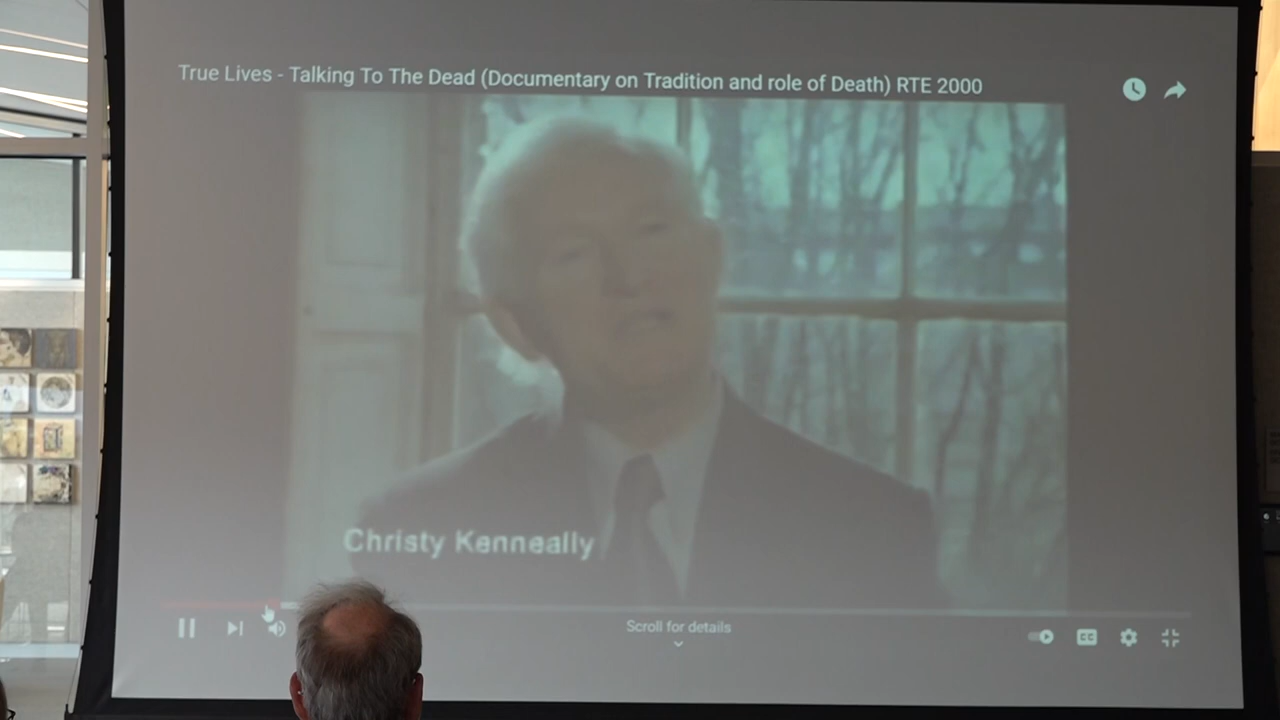 True Lives - Talking To The Dead (Documentary on Tradition and role of Death) RTE 2000
Christy Kenneally
Scroll for details
CC